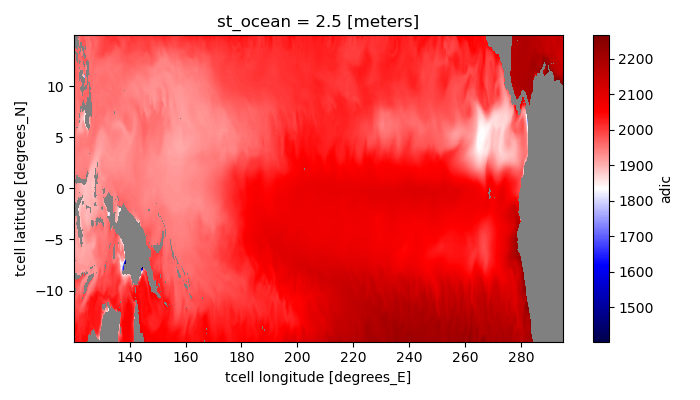 st_ocean = 2.5 [meters]
10
5
0
−5
−10
tcell latitude [degrees_N]
140 160 180 200 220 240 260 280
tcell longitude [degrees_E]
2200
2100
2000
1900
1800
1700
1600
1500
adic